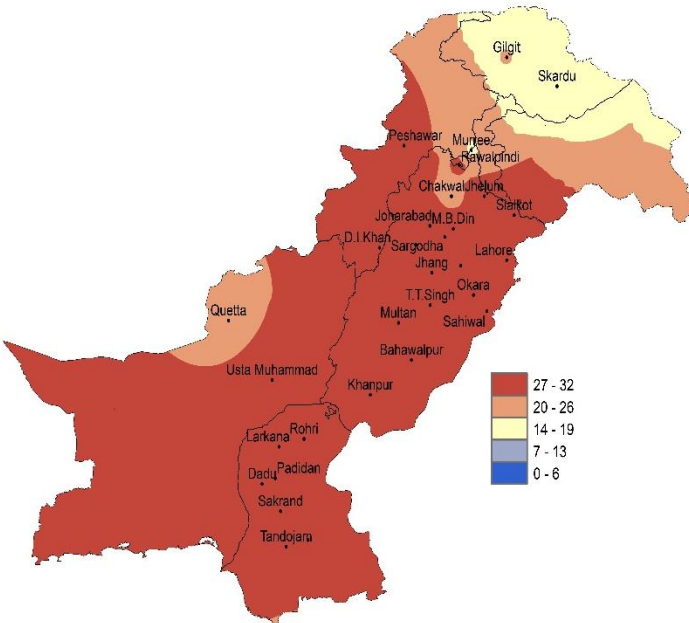 Gilgit
Skardu
Peshawar
Murree
Rawalpindi
Chakwal
Jhelum
Sialkot
Joharabad
M.B.Din
D.I.Khan
Sargodha
Lahore
Jhang
Okara
T.T.Singh
Quetta
Multan
Sahiwal
Bahawalpur
Usta Muhammad
Khanpur
27 - 32
20 - 26
14 - 19
7 - 13
0 - 6
Rohri
Larkana
Padidan
Dadu
Sakrand
Tandojam